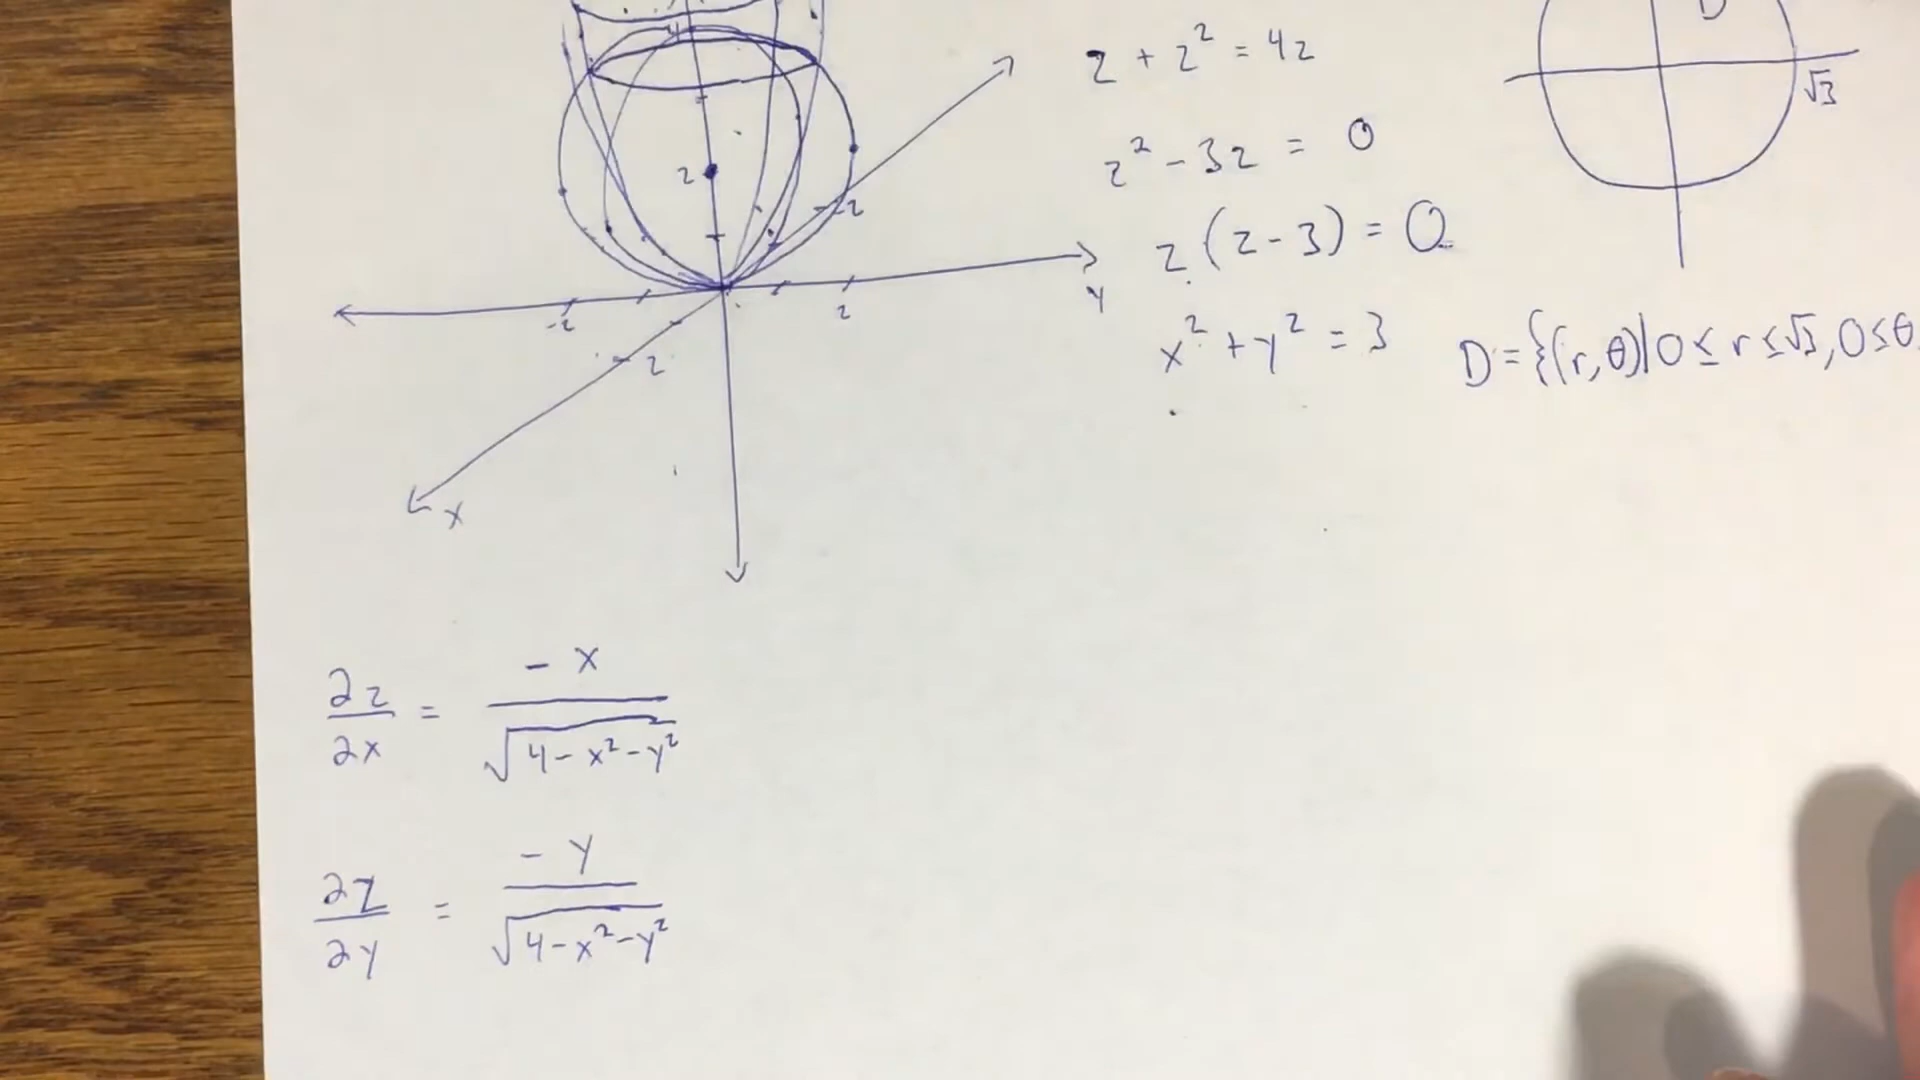 4
2
-2
-2
2
2
Y
X
z + z² = 4z
z² - 3z = 0
z(z-3) = 0
x² + y² = 3
D
√3
D = {(r,θ)|0 ≤ r ≤ √3, 0 ≤ θ
∂z/∂x = -x/√(4-x²-y²)
∂z/∂y = -y/√(4-x²-y²)